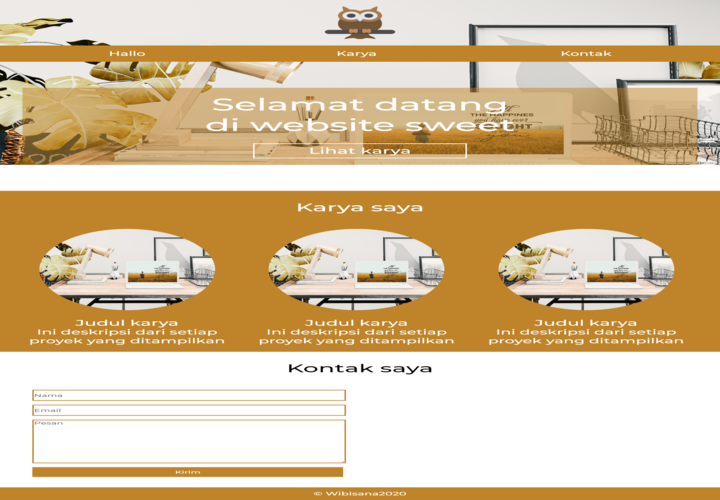 Hallo
Karya
Kontak
Selamat datang
di website sweet
THE HAPPINES
Lihat karya
Karya saya
Judul karya
Ini deskripsi dari setiap
proyek yang ditampilkan
Judul karya
Ini deskripsi dari setiap
proyek yang ditampilkan
Judul karya
Ini deskripsi dari setiap
proyek yang ditampilkan
Kontak saya
Nama
Email
Pesan
Kirim
© Wibisana2020